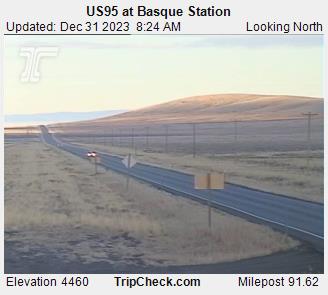 US95 at Basque Station
Updated: Dec 31 2023 8:24 AM Looking North
Elevation 4460 TripCheck.com Milepost 91.62